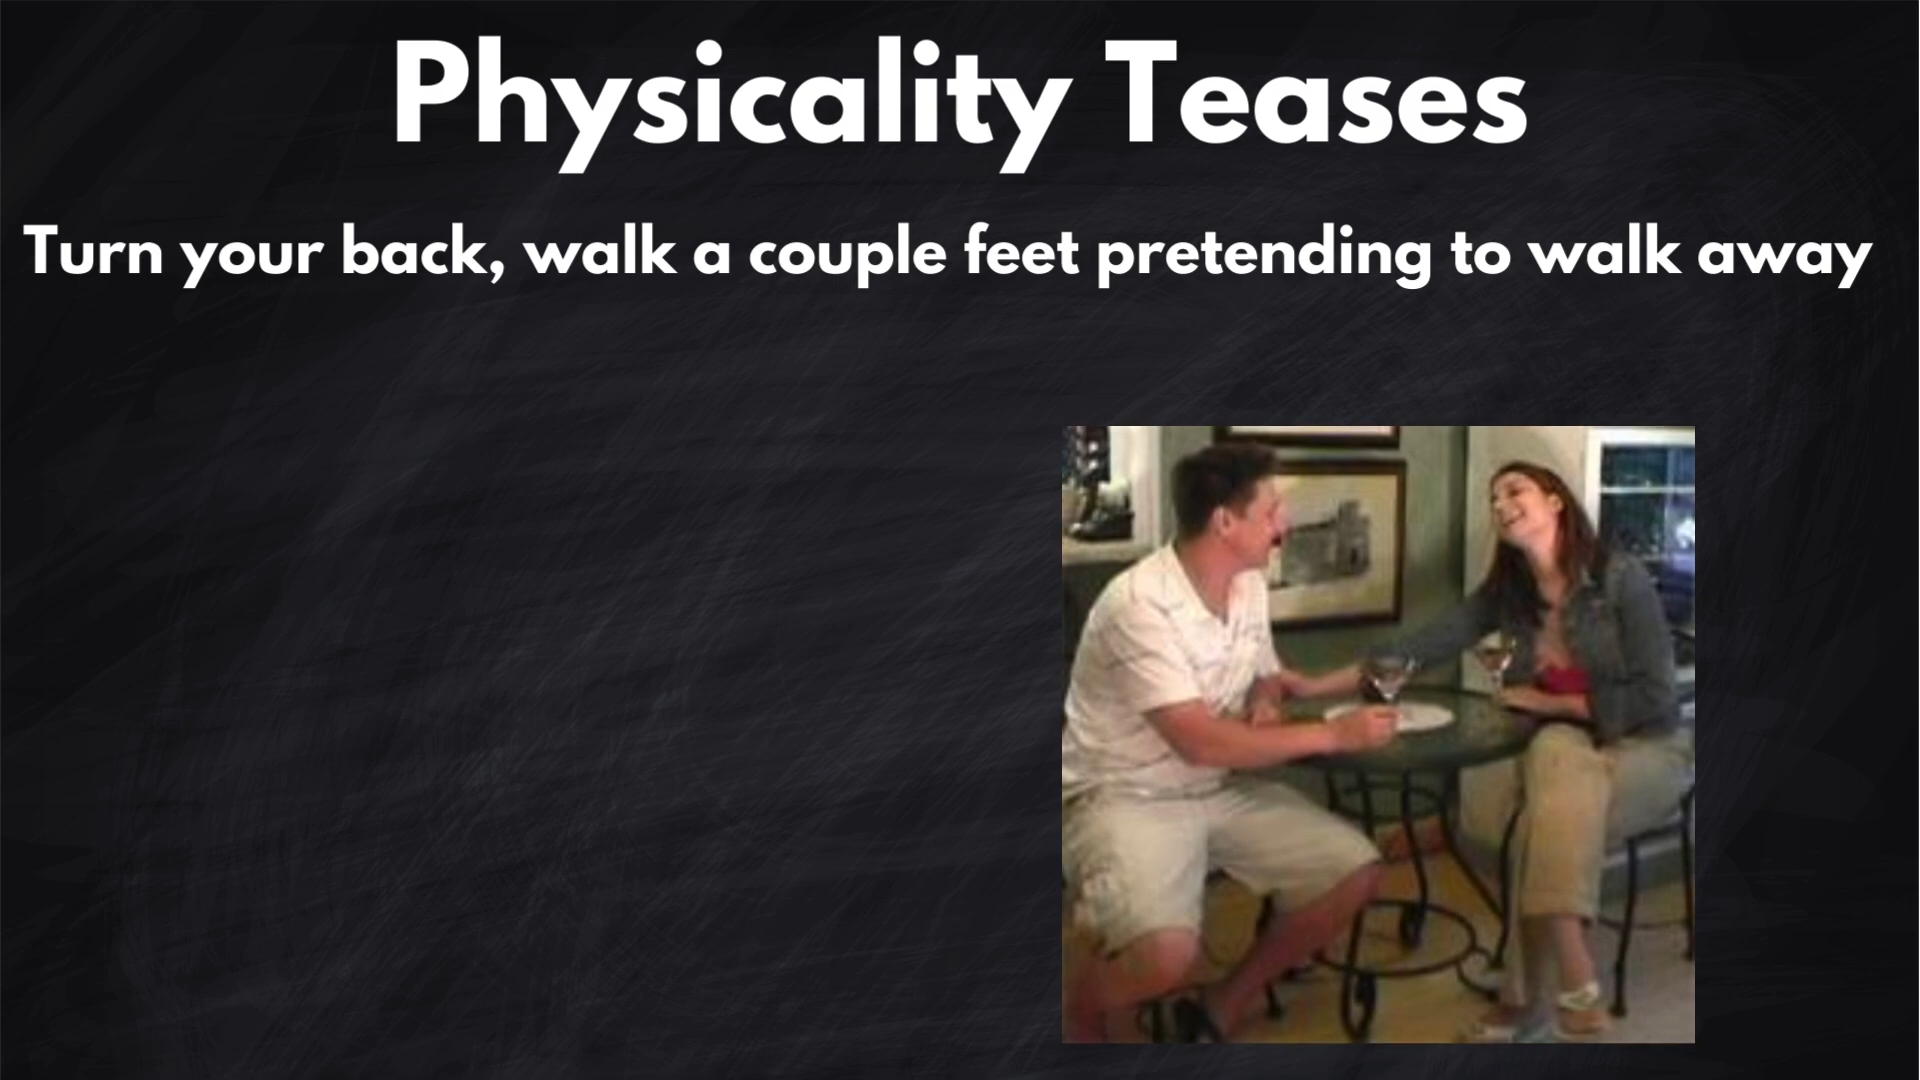 Physicality Teases
Turn your back, walk a couple feet pretending to walk away